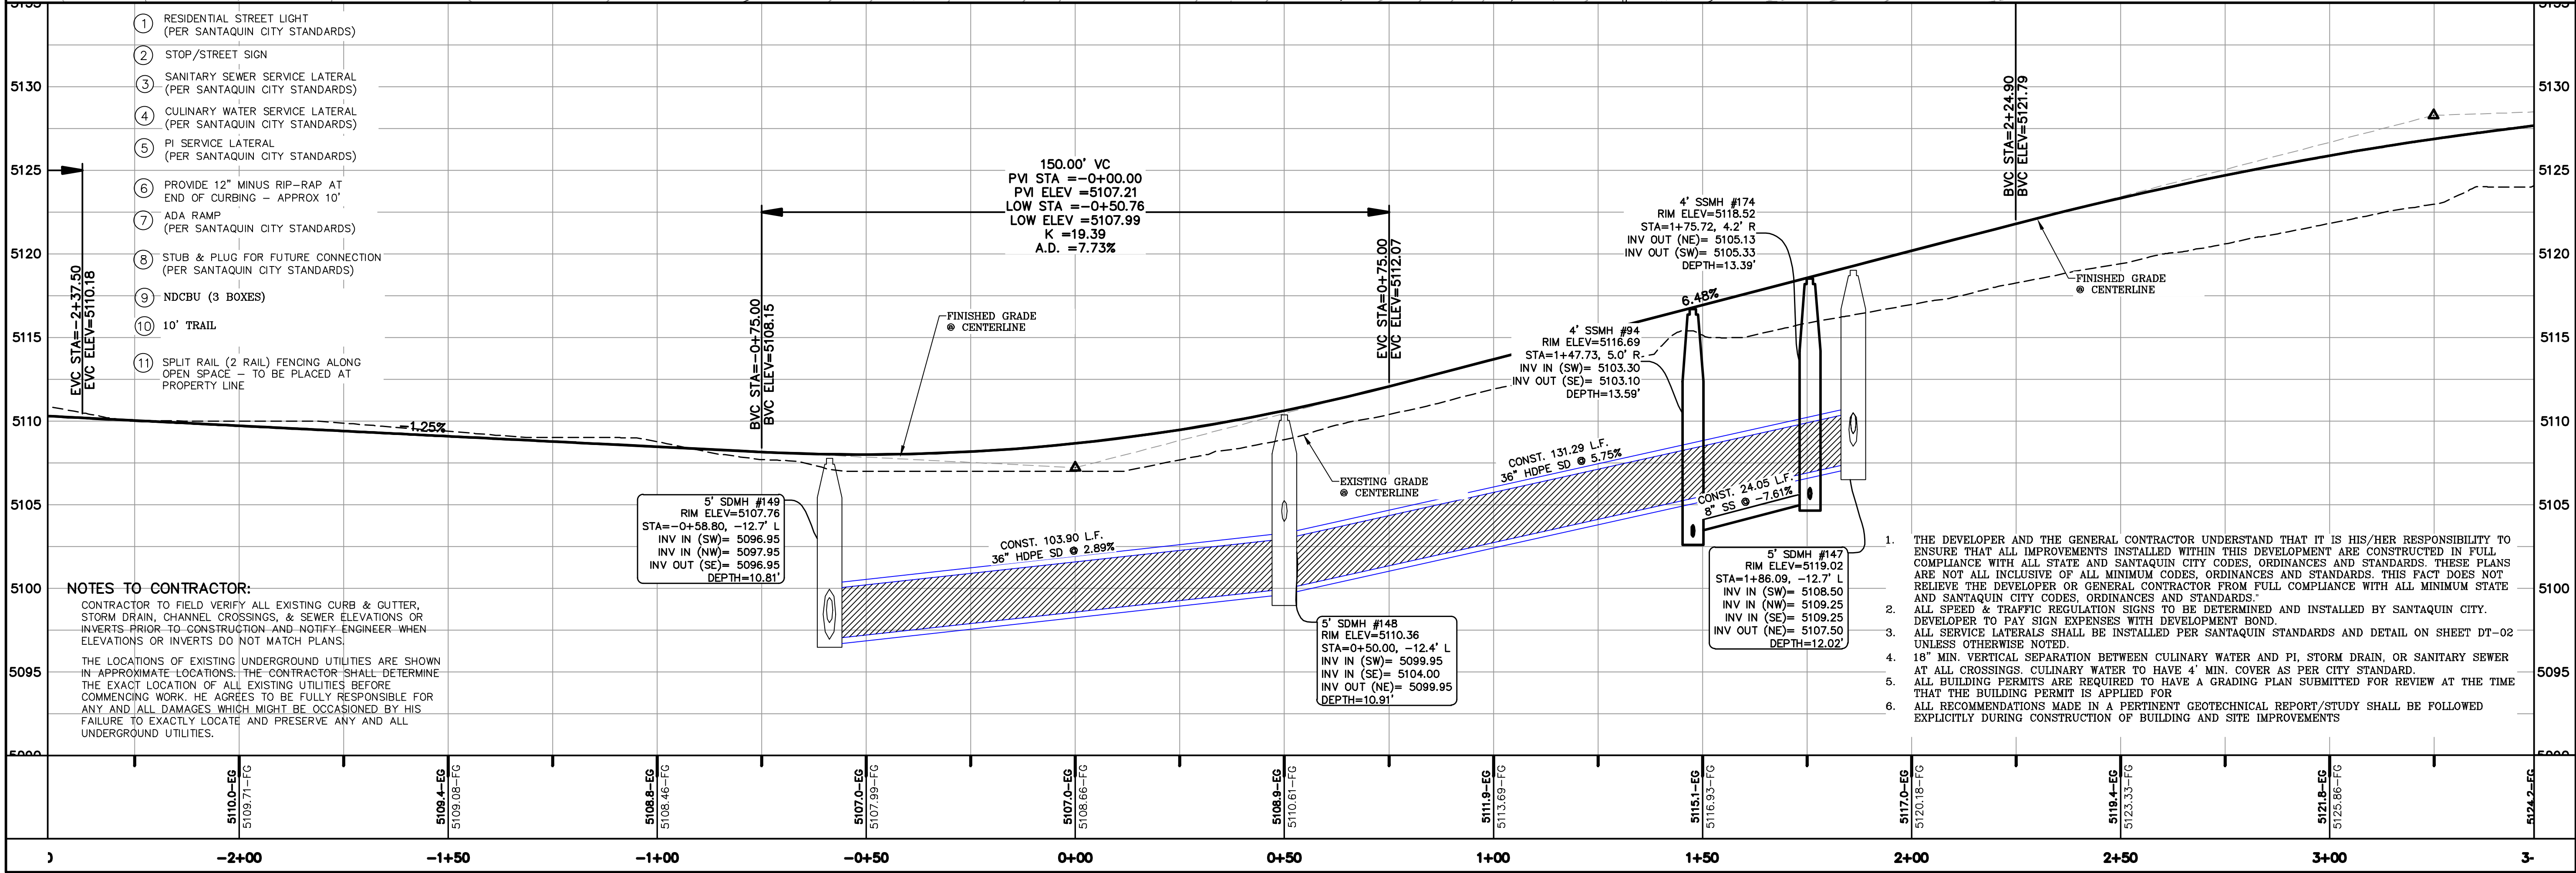 1 RESIDENTIAL STREET LIGHT
(PER SANTAQUIN CITY STANDARDS)
2 STOP/STREET SIGN
3 SANITARY SEWER SERVICE LATERAL
(PER SANTAQUIN CITY STANDARDS)
4 CULINARY WATER SERVICE LATERAL
(PER SANTAQUIN CITY STANDARDS)
5 PI SERVICE LATERAL
(PER SANTAQUIN CITY STANDARDS)
6 PROVIDE 12" MINUS RIP-RAP AT
END OF CURBING - APPROX 10'
7 ADA RAMP
(PER SANTAQUIN CITY STANDARDS)
8 STUB & PLUG FOR FUTURE CONNECTION
(PER SANTAQUIN CITY STANDARDS)
9 NDCBU (3 BOXES)
10 10' TRAIL
11 SPLIT RAIL (2 RAIL) FENCING ALONG
OPEN SPACE - TO BE PLACED AT
PROPERTY LINE
5130
5125
5120
5115
5110
5105
5100
5095
EVC STA=-2+37.50
EVC ELEV=5110.18
-1.25%
BVC STA=-0+75.00
BVC ELEV=5108.15
150.00' VC
PVI STA =-0+00.00
PVI ELEV =5107.21
LOW STA =-0+50.76
LOW ELEV =5107.99
K =19.39
A.D. =7.73%
EVC STA=0+75.00
EVC ELEV=5112.07
FINISHED GRADE
@ CENTERLINE
EXISTING GRADE
@ CENTERLINE
5' SDMH #149
RIM ELEV=5107.76
STA=-0+58.80, -12.7' L
INV IN (SW)= 5096.95
INV IN (NW)= 5097.95
INV OUT (SE)= 5096.95
DEPTH=10.81'
CONST. 103.90 L.F.
36" HDPE SD @ 2.89%
5' SDMH #148
RIM ELEV=5110.36
STA=0+50.00, -12.4' L
INV IN (SW)= 5099.95
INV IN (SE)= 5104.00
INV OUT (NE)= 5099.95
DEPTH=10.91'
CONST. 131.29 L.F.
36" HDPE SD @ 5.75%
4' SSMH #94
RIM ELEV=5116.69
STA=1+47.73, 5.0' R
INV IN (SW)= 5103.30
INV OUT (SE)= 5103.10
DEPTH=13.59'
4' SSMH #174
RIM ELEV=5118.52
STA=1+75.72, 4.2' R
INV OUT (NE)= 5105.13
INV OUT (SW)= 5105.33
DEPTH=13.39'
6.48%
CONST. 24.05 L.F.
8" SS @ -7.61%
5' SDMH #147
RIM ELEV=5119.02
STA=1+86.09, -12.7' L
INV IN (SW)= 5108.50
INV IN (NW)= 5109.25
INV IN (SE)= 5109.25
INV OUT (NE)= 5107.50
DEPTH=12.02'
BVC STA=2+24.90
BVC ELEV=5121.79
FINISHED GRADE
@ CENTERLINE
5130
5125
5120
5115
5110
5105
5100
5095
NOTES TO CONTRACTOR:
CONTRACTOR TO FIELD VERIFY ALL EXISTING CURB & GUTTER,
STORM DRAIN, CHANNEL CROSSINGS, & SEWER ELEVATIONS OR
INVERTS PRIOR TO CONSTRUCTION AND NOTIFY ENGINEER WHEN
ELEVATIONS OR INVERTS DO NOT MATCH PLANS.
THE LOCATIONS OF EXISTING UNDERGROUND UTILITIES ARE SHOWN
IN APPROXIMATE LOCATIONS. THE CONTRACTOR SHALL DETERMINE
THE EXACT LOCATION OF ALL EXISTING UTILITIES BEFORE
COMMENCING WORK. HE AGREES TO BE FULLY RESPONSIBLE FOR
ANY AND ALL DAMAGES WHICH MIGHT BE OCCASIONED BY HIS
FAILURE TO EXACTLY LOCATE AND PRESERVE ANY AND ALL
UNDERGROUND UTILITIES.
1. THE DEVELOPER AND THE GENERAL CONTRACTOR UNDERSTAND THAT IT IS HIS/HER RESPONSIBILITY TO
ENSURE THAT ALL IMPROVEMENTS INSTALLED WITHIN THIS DEVELOPMENT ARE CONSTRUCTED IN FULL
COMPLIANCE WITH ALL STATE AND SANTAQUIN CITY CODES, ORDINANCES AND STANDARDS. THESE PLANS
ARE NOT ALL INCLUSIVE OF ALL MINIMUM CODES, ORDINANCES AND STANDARDS. THIS FACT DOES NOT
RELIEVE THE DEVELOPER OR GENERAL CONTRACTOR FROM FULL COMPLIANCE WITH ALL MINIMUM STATE
AND SANTAQUIN CITY CODES, ORDINANCES AND STANDARDS."
2. ALL SPEED & TRAFFIC REGULATION SIGNS TO BE DETERMINED AND INSTALLED BY SANTAQUIN CITY.
DEVELOPER TO PAY SIGN EXPENSES WITH DEVELOPMENT BOND.
3. ALL SERVICE LATERALS SHALL BE INSTALLED PER SANTAQUIN STANDARDS AND DETAIL ON SHEET DT-02
UNLESS OTHERWISE NOTED.
4. 18" MIN. VERTICAL SEPARATION BETWEEN CULINARY WATER AND PI, STORM DRAIN, OR SANITARY SEWER
AT ALL CROSSINGS. CULINARY WATER TO HAVE 4' MIN. COVER AS PER CITY STANDARD.
5. ALL BUILDING PERMITS ARE REQUIRED TO HAVE A GRADING PLAN SUBMITTED FOR REVIEW AT THE TIME
THAT THE BUILDING PERMIT IS APPLIED FOR
6. ALL RECOMMENDATIONS MADE IN A PERTINENT GEOTECHNICAL REPORT/STUDY SHALL BE FOLLOWED
EXPLICITLY DURING CONSTRUCTION OF BUILDING AND SITE IMPROVEMENTS
5110.0-EG
5109.71-FG
5109.4-EG
5109.08-FG
5108.8-EG
5108.46-FG
5107.0-EG
5107.99-FG
5107.0-EG
5108.66-FG
5108.9-EG
5110.61-FG
5111.9-EG
5113.69-FG
5115.1-EG
5116.93-FG
5117.0-EG
5120.18-FG
5119.4-EG
5123.33-FG
5121.8-EG
5125.86-FG
5124.2-EG
-2+00
-1+50
-1+00
-0+50
0+00
0+50
1+00
1+50
2+00
2+50
3+00
3-